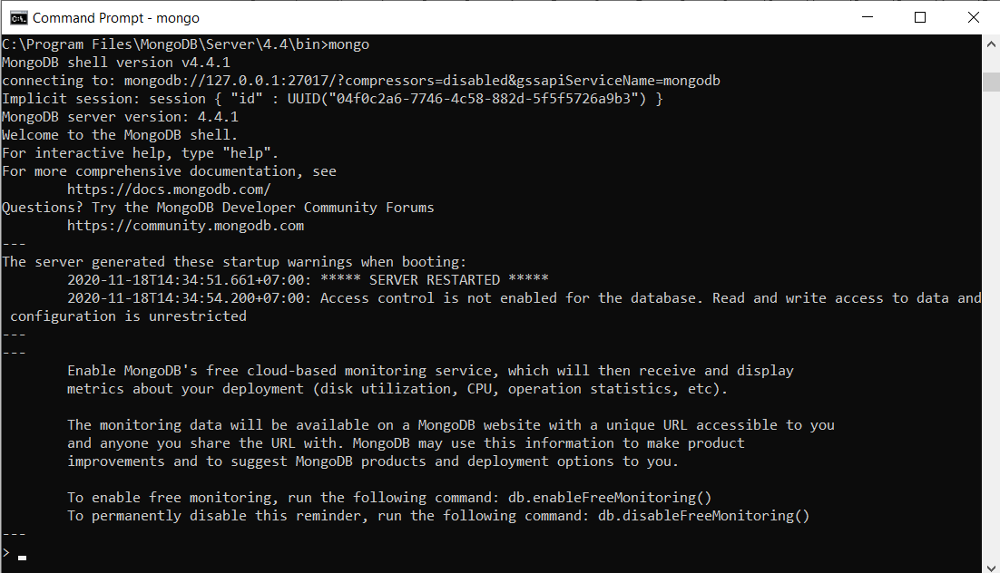 Command Prompt - mongo
C:\Program Files\MongoDB\Server\4.4\bin>mongo
MongoDB shell version v4.4.1
connecting to: mongodb://127.0.0.1:27017/?compressors=disabled&gssapiServiceName=mongodb
Implicit session: session { "id" : UUID("04f0c2a6-7746-4c58-882d-5f5f5726a9b3") }
MongoDB server version: 4.4.1
Welcome to the MongoDB shell.
For interactive help, type "help".
For more comprehensive documentation, see
        https://docs.mongodb.com/
Questions? Try the MongoDB Developer Community Forums
        https://community.mongodb.com
---
The server generated these startup warnings when booting:
        2020-11-18T14:34:51.661+07:00: ***** SERVER RESTARTED *****
        2020-11-18T14:34:54.200+07:00: Access control is not enabled for the database. Read and write access to data and
 configuration is unrestricted
---
---
        Enable MongoDB's free cloud-based monitoring service, which will then receive and display
        metrics about your deployment (disk utilization, CPU, operation statistics, etc).

        The monitoring data will be available on a MongoDB website with a unique URL accessible to you
        and anyone you share the URL with. MongoDB may use this information to make product
        improvements and to suggest MongoDB products and deployment options to you.

        To enable free monitoring, run the following command: db.enableFreeMonitoring()
        To permanently disable this reminder, run the following command: db.disableFreeMonitoring()
---
>